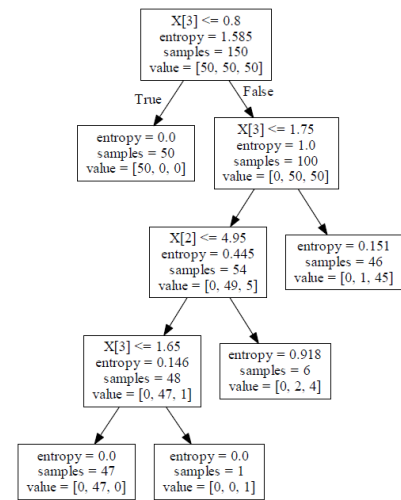 X[3] <= 0.8
entropy = 1.585
samples = 150
value = [50, 50, 50]
True
False
entropy = 0.0
samples = 50
value = [50, 0, 0]
X[3] <= 1.75
entropy = 1.0
samples = 100
value = [0, 50, 50]
X[2] <= 4.95
entropy = 0.445
samples = 54
value = [0, 49, 5]
entropy = 0.151
samples = 46
value = [0, 1, 45]
X[3] <= 1.65
entropy = 0.146
samples = 48
value = [0, 47, 1]
entropy = 0.918
samples = 6
value = [0, 2, 4]
entropy = 0.0
samples = 47
value = [0, 47, 0]
entropy = 0.0
samples = 1
value = [0, 0, 1]